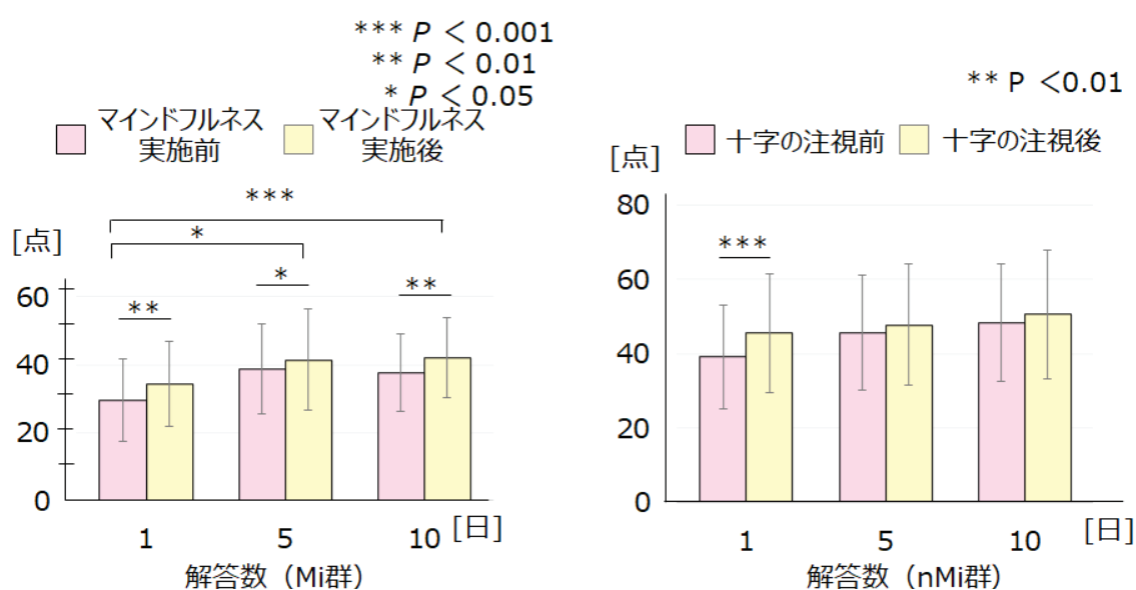 *** P < 0.001
** P < 0.01
* P < 0.05
マインドフルネス
実施前
マインドフルネス
実施後
***
*
[点]
**
*
**
60
40
20
0
1
5
10
[日]
解答数（Mi群）
** P <0.01
[点]
十字の注視前
十字の注視後
80
60
40
20
0
***
1
5
10
[日]
解答数（nMi群）